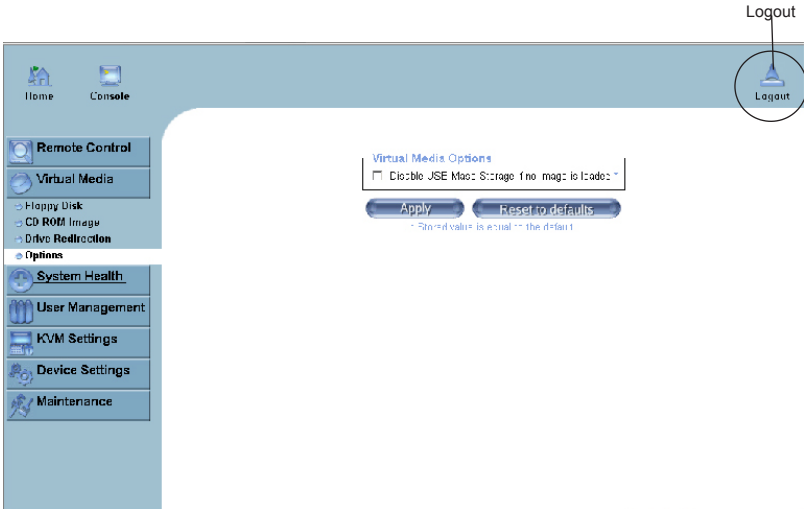 Logout
Home
Console
Logout
Remote Control
Virtual Media
Floppy Disk
CD ROM Image
Drive Redirection
Options
System Health
User Management
KVM Settings
Device Settings
Maintenance
Virtual Media Options
Disable USB Mass Storage if no image is loaded *
Apply
Reset to defaults
* Stored value is equal to the default